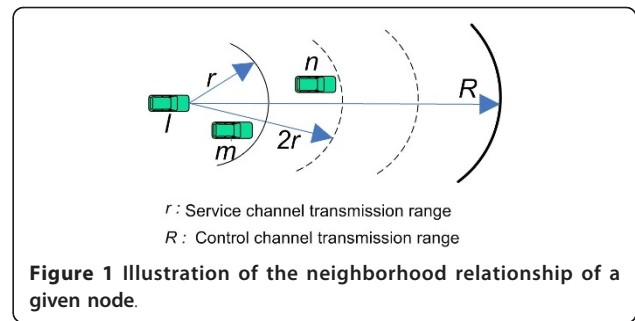 r
n
R
l
m
2r
r : Service channel transmission range
R : Control channel transmission range
Figure 1 Illustration of the neighborhood relationship of a
given node.